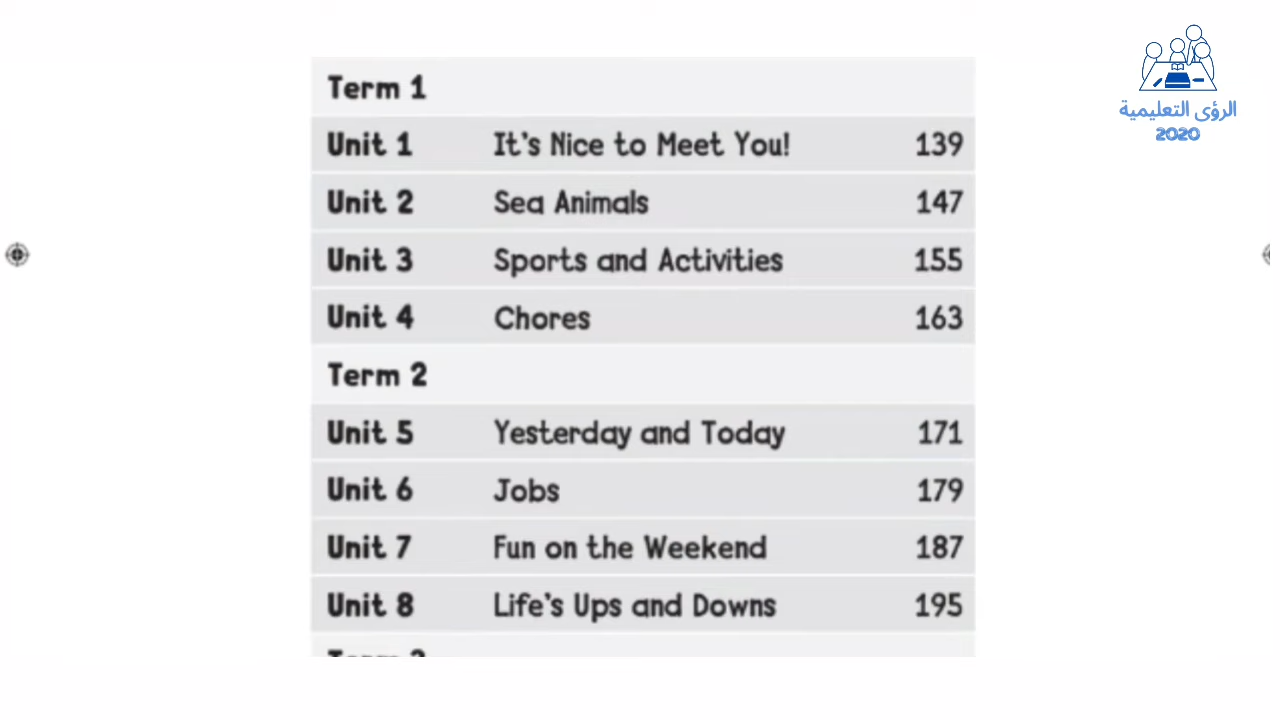 الرؤى التعليمية
2020
Term 1
Unit 1 It's Nice to Meet You! 139
Unit 2 Sea Animals 147
Unit 3 Sports and Activities 155
Unit 4 Chores 163
Term 2
Unit 5 Yesterday and Today 171
Unit 6 Jobs 179
Unit 7 Fun on the Weekend 187
Unit 8 Life's Ups and Downs 195